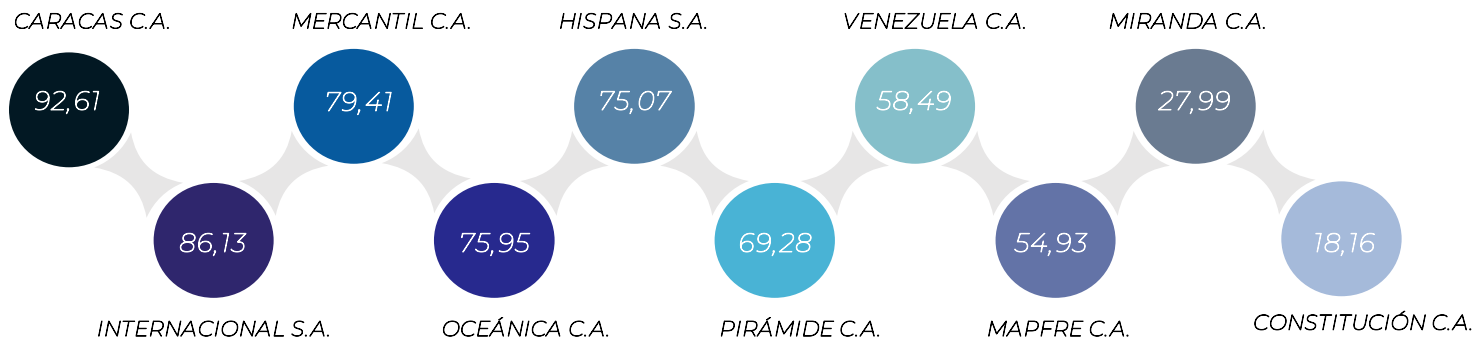 CARACAS C.A.
MERCANTIL C.A.
HISPANA S.A.
VENEZUELA C.A.
MIRANDA C.A.
92,61
79,41
75,07
58,49
27,99
86,13
75,95
69,28
54,93
18,16
INTERNACIONAL S.A.
OCEÁNICA C.A.
PIRÁMIDE C.A.
MAPFRE C.A.
CONSTITUCIÓN C.A.